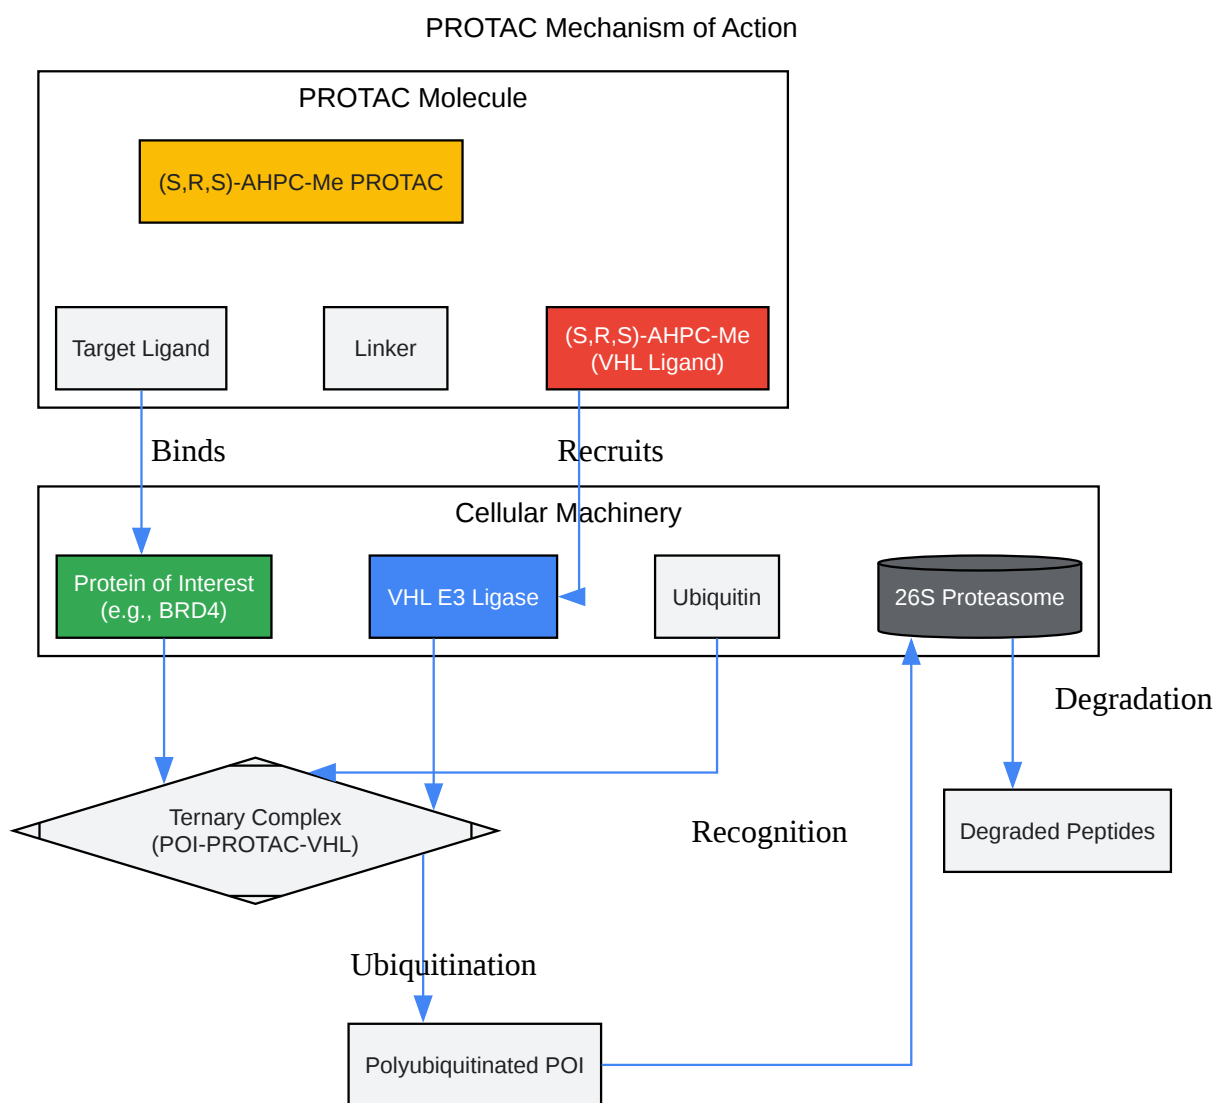 PROTAC Mechanism of Action
PROTAC Molecule
(S,R,S)-AHPC-Me PROTAC
Target Ligand
Linker
(S,R,S)-AHPC-Me
(VHL Ligand)
Binds
Recruits
Cellular Machinery
Protein of Interest
(e.g., BRD4)
VHL E3 Ligase
Ubiquitin
26S Proteasome
Degradation
Ternary Complex
(POI-PROTAC-VHL)
Recognition
Degraded Peptides
Ubiquitination
Polyubiquitinated POI